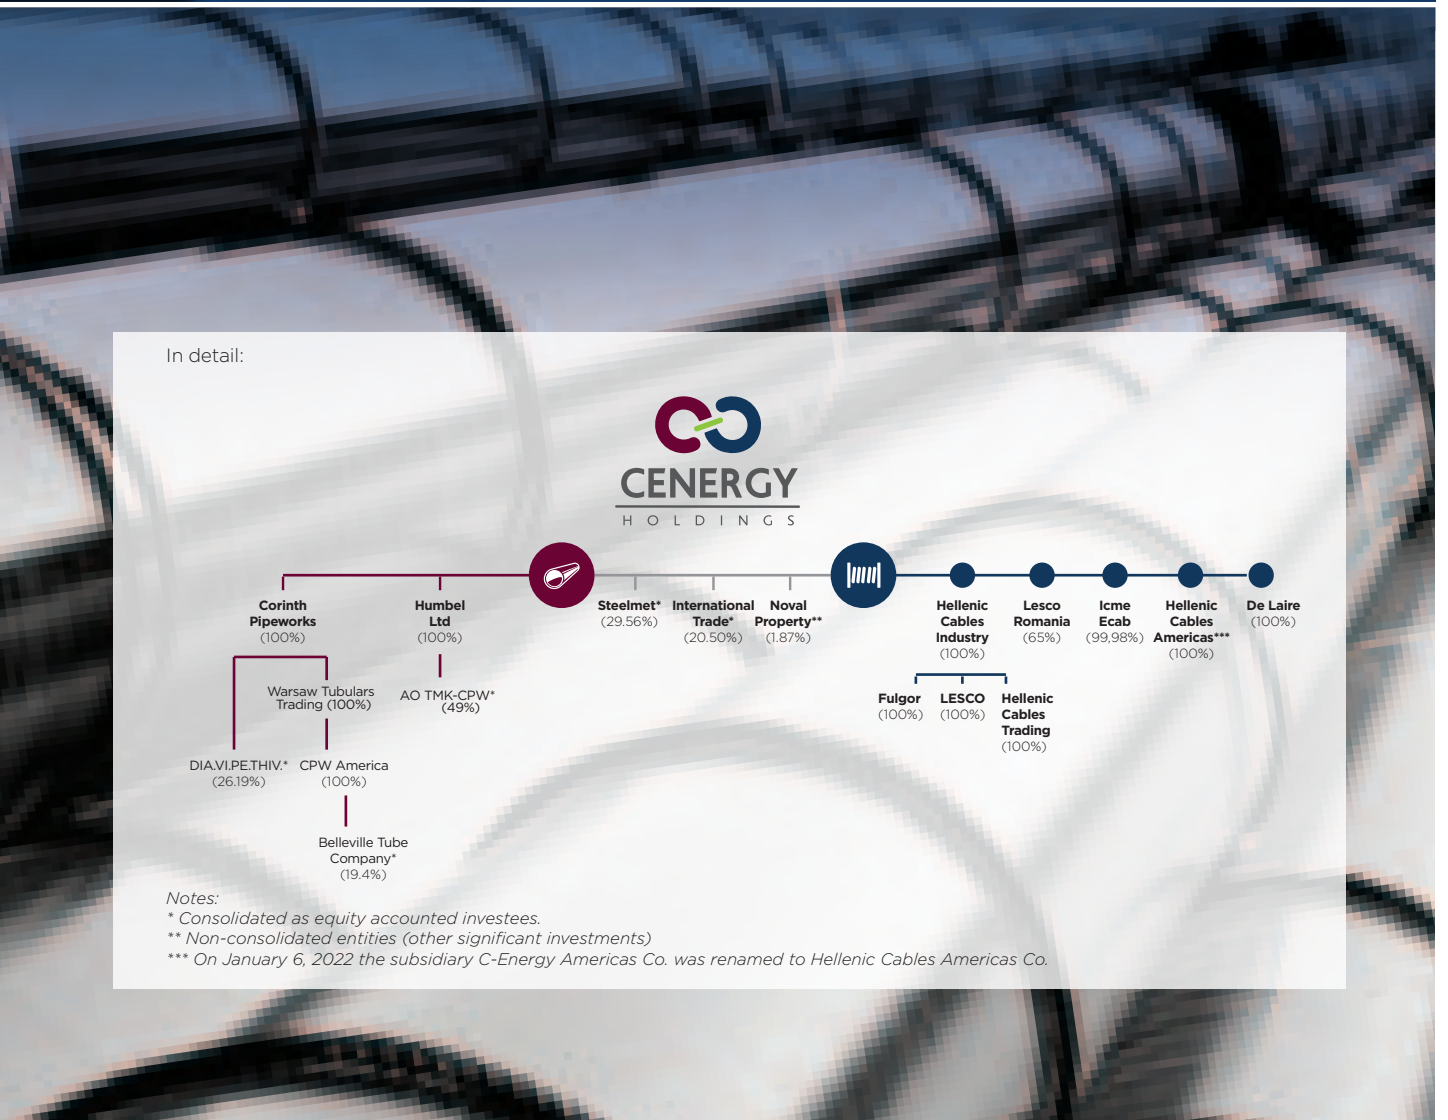 In detail:
CENERGY
HOLDINGS
Corinth
Pipeworks
(100%)
Humbel
Ltd
(100%)
Steelmet*
(29.56%)
International
Trade*
(20.50%)
Noval
Property**
(1.87%)
Hellenic
Cables
Industry
(100%)
Lesco
Romania
(65%)
Icme
Ecab
(99,98%)
Hellenic
Cables
Americas***
(100%)
De Laire
(100%)
Warsaw Tubulars
Trading (100%)
AO TMK-CPW*
(49%)
Fulgor
(100%)
LESCO
(100%)
Hellenic
Cables
Trading
(100%)
DIA.VI.PE.THIV.*
(26.19%)
CPW America
(100%)
Belleville Tube
Company*
(19.4%)
Notes:
* Consolidated as equity accounted investees.
** Non-consolidated entities (other significant investments)
*** On January 6, 2022 the subsidiary C-Energy Americas Co. was renamed to Hellenic Cables Americas Co.